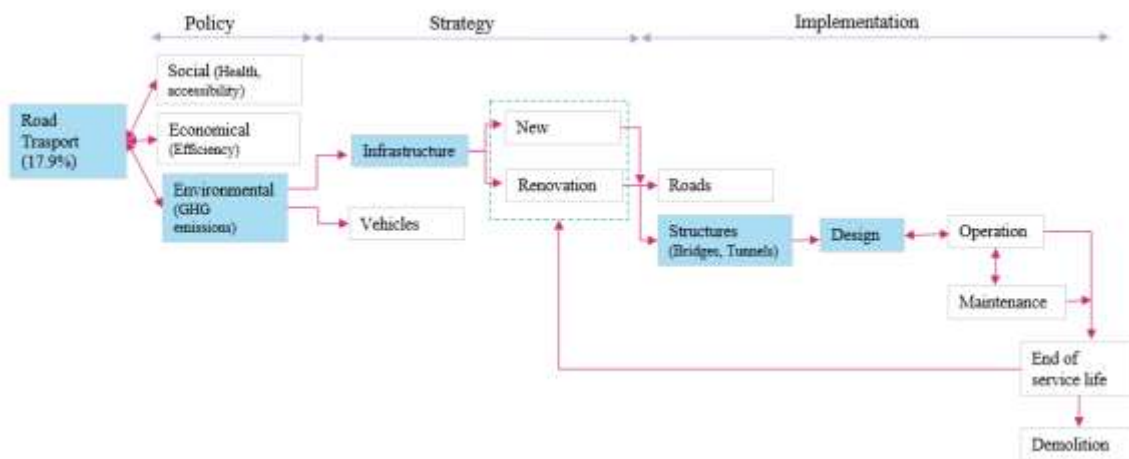 Policy
Strategy
Implementation
Social (Health,
accessibility)
Road
Trasport
(17.9%)
Economical
(Efficiency)
Environmental
(GHG
emissions)
Infrastructure
Vehicles
New
Renovation
Roads
Structures
(Bridges, Tunnels)
Design
Operation
Maintenance
End of
service life
Demolition